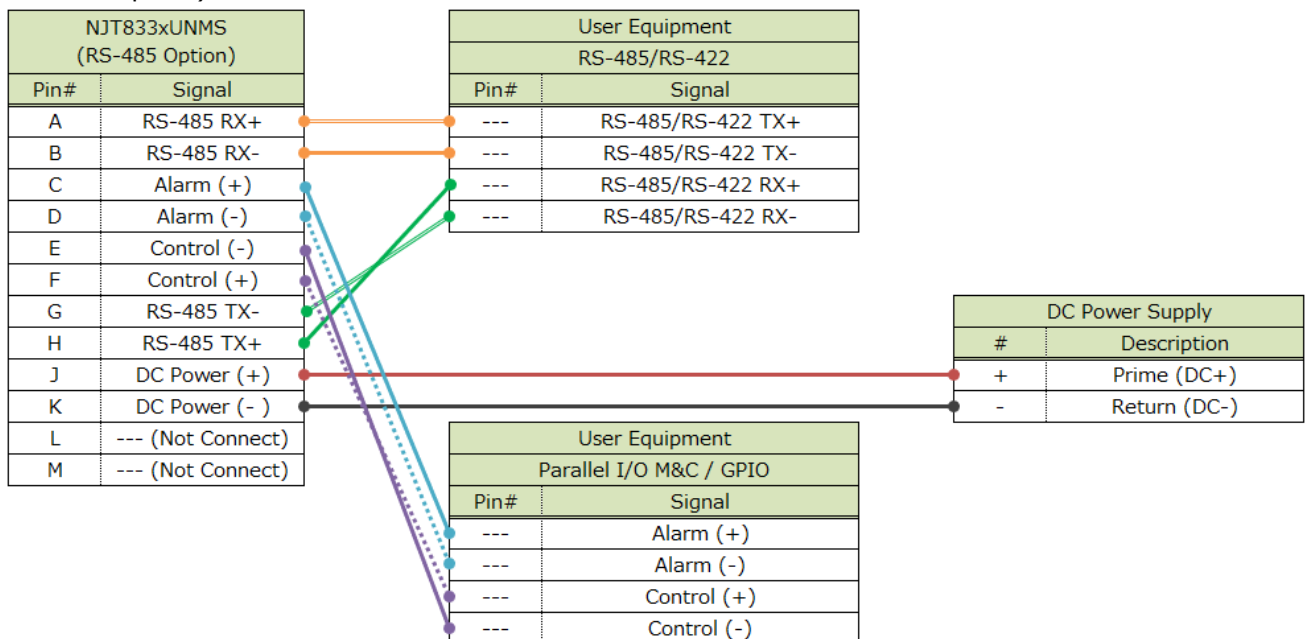 NJT833xUNMS
(RS-485 Option)
Pin# Signal
A RS-485 RX+
B RS-485 RX-
C Alarm (+)
D Alarm (-)
E Control (-)
F Control (+)
G RS-485 TX-
H RS-485 TX+
J DC Power (+)
K DC Power (- )
L --- (Not Connect)
M --- (Not Connect)
User Equipment
RS-485/RS-422
Pin# Signal
--- RS-485/RS-422 TX+
--- RS-485/RS-422 TX-
--- RS-485/RS-422 RX+
--- RS-485/RS-422 RX-
DC Power Supply
# Description
+ Prime (DC+)
- Return (DC-)
User Equipment
Parallel I/O M&C / GPIO
Pin# Signal
--- Alarm (+)
--- Alarm (-)
--- Control (+)
--- Control (-)